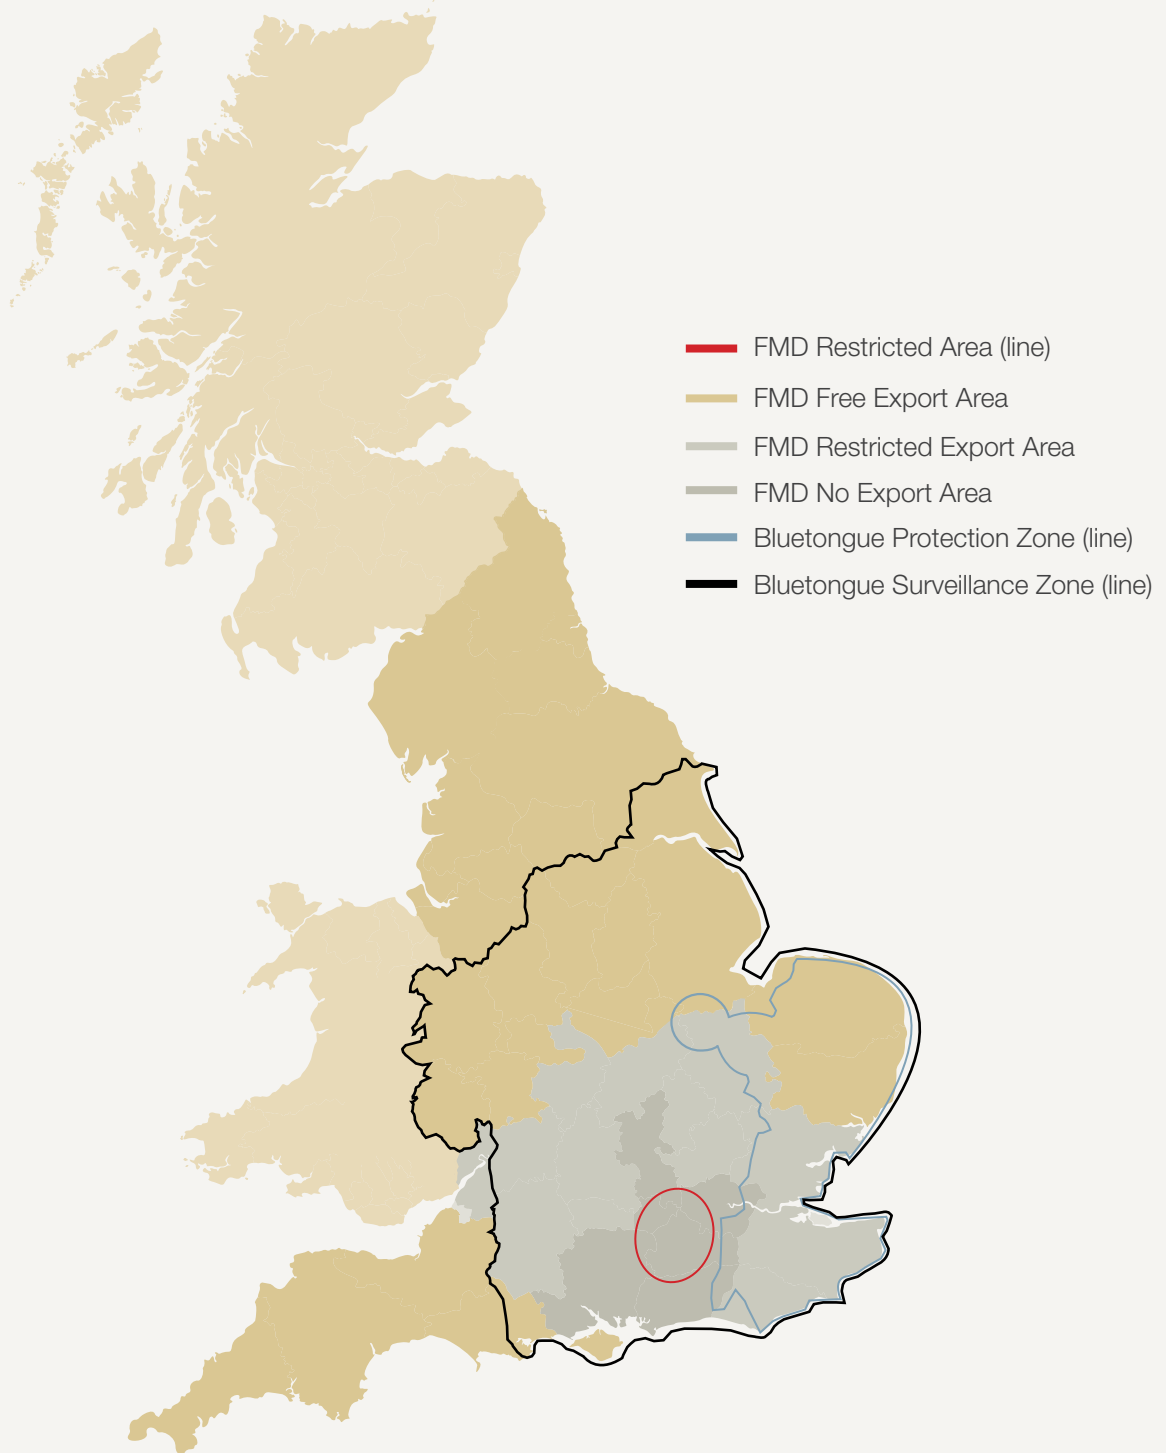 FMD Restricted Area (line)
FMD Free Export Area
FMD Restricted Export Area
FMD No Export Area
Bluetongue Protection Zone (line)
Bluetongue Surveillance Zone (line)